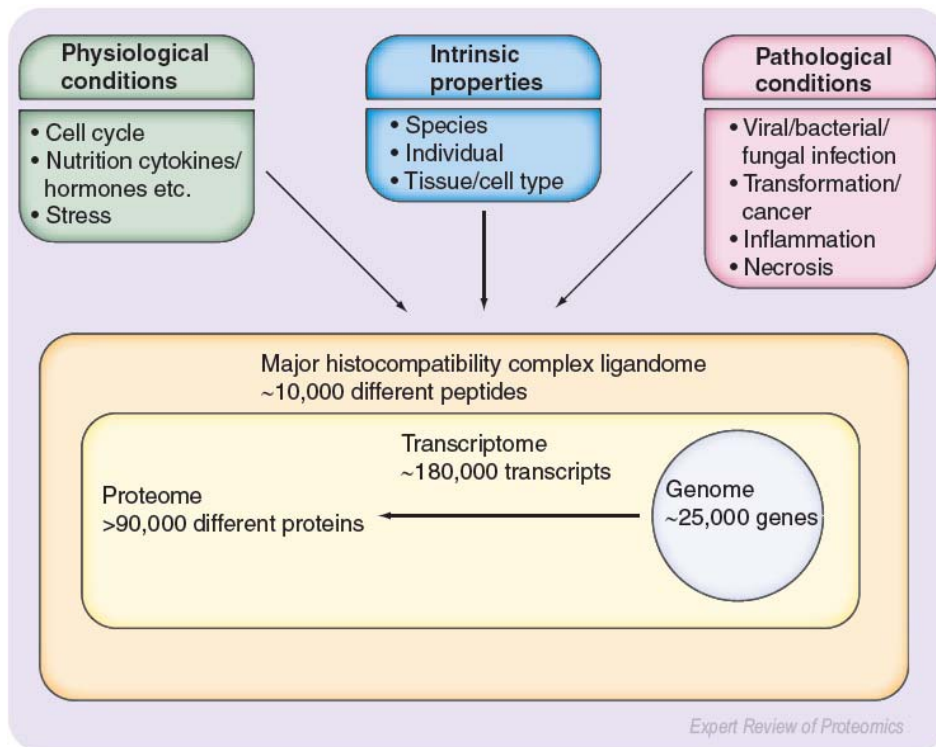 Physiological
conditions
• Cell cycle
• Nutrition cytokines/
hormones etc.
• Stress
Intrinsic
properties
• Species
• Individual
• Tissue/cell type
Pathological
conditions
• Viral/bacterial/
fungal infection
• Transformation/
cancer
• Inflammation
• Necrosis
Major histocompatibility complex ligandome
~10,000 different peptides
Transcriptome
~180,000 transcripts
Proteome
>90,000 different proteins
Genome
~25,000 genes
Expert Review of Proteomics